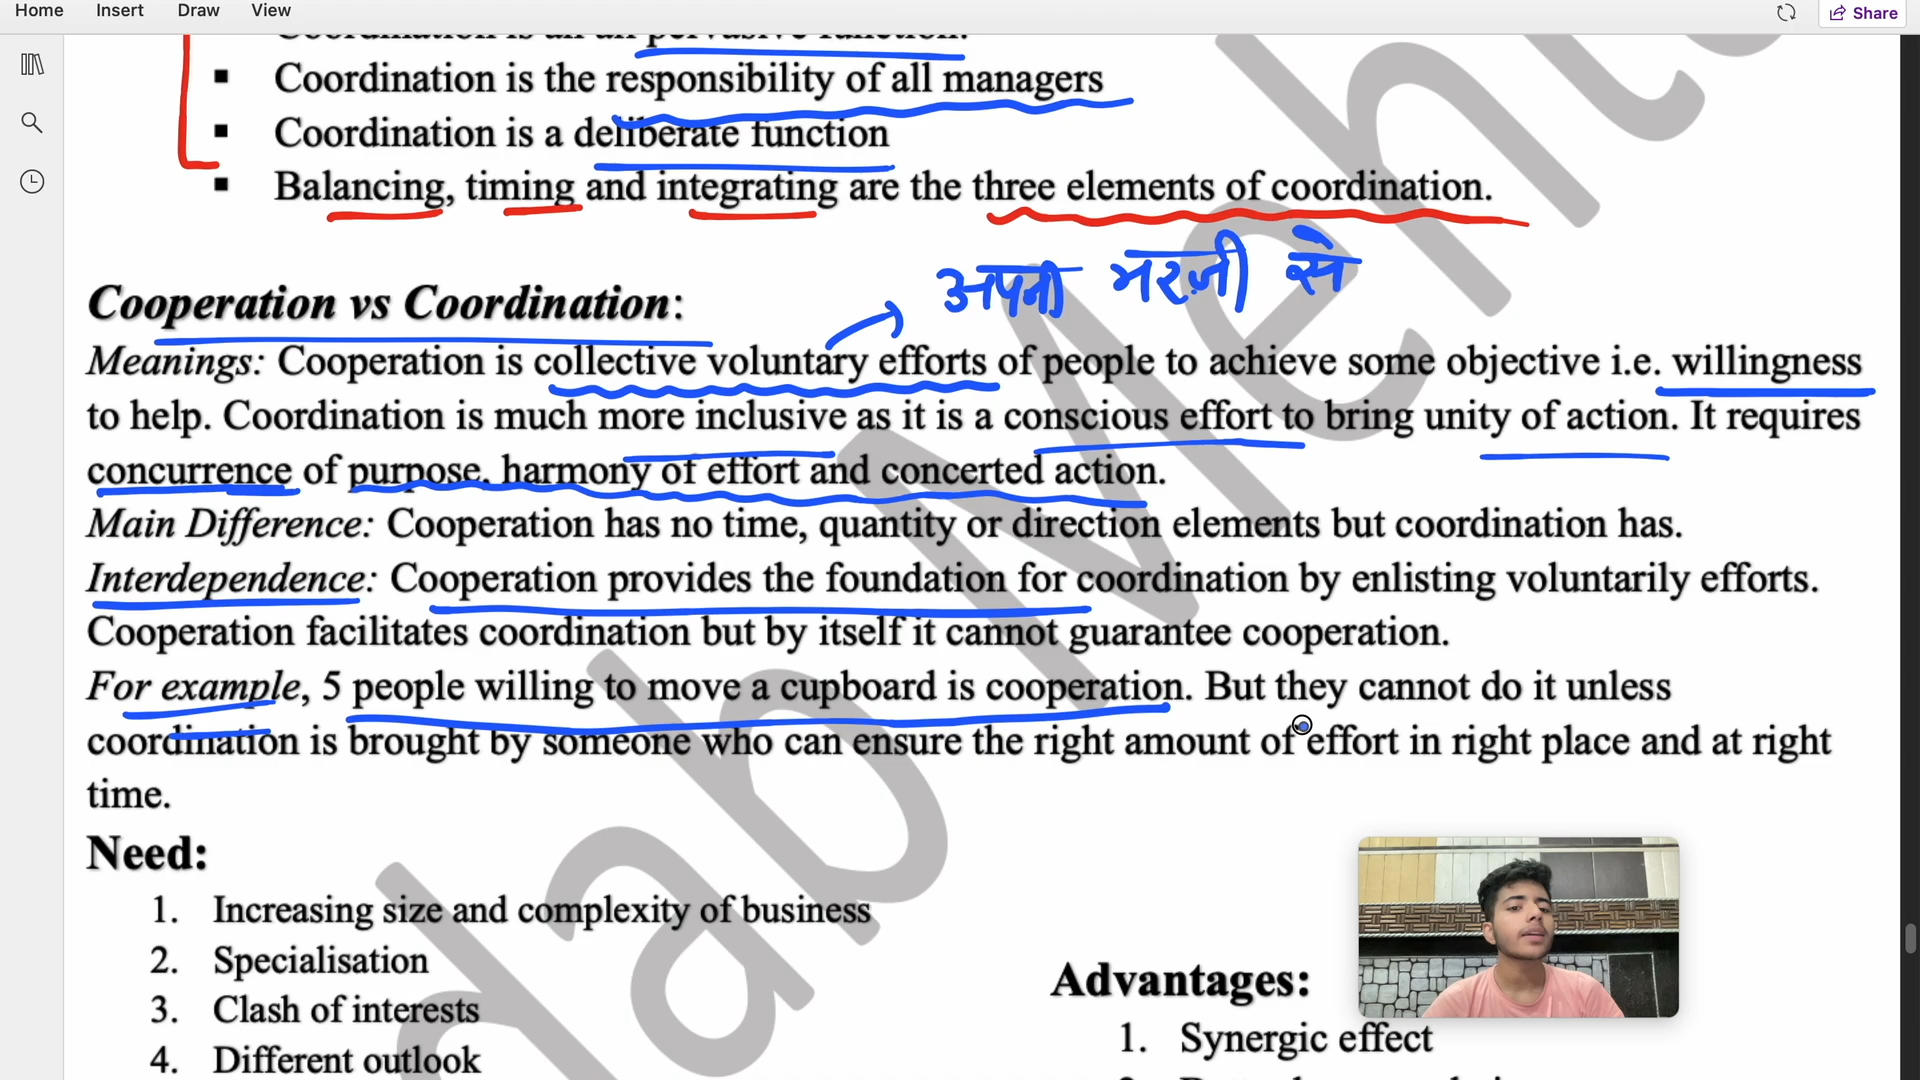 Home Insert Draw View Share
Coordination is an all pervasive function.
▪ Coordination is the responsibility of all managers
▪ Coordination is a deliberate function
▪ Balancing, timing and integrating are the three elements of coordination.
अपनी मरज़ी से
Cooperation vs Coordination:
Meanings: Cooperation is collective voluntary efforts of people to achieve some objective i.e. willingness
to help. Coordination is much more inclusive as it is a conscious effort to bring unity of action. It requires
concurrence of purpose, harmony of effort and concerted action.
Main Difference: Cooperation has no time, quantity or direction elements but coordination has.
Interdependence: Cooperation provides the foundation for coordination by enlisting voluntarily efforts.
Cooperation facilitates coordination but by itself it cannot guarantee cooperation.
For example, 5 people willing to move a cupboard is cooperation. But they cannot do it unless
coordination is brought by someone who can ensure the right amount of effort in right place and at right
time.
Need:
1. Increasing size and complexity of business
2. Specialisation
3. Clash of interests
4. Different outlook
Advantages:
1. Synergic effect